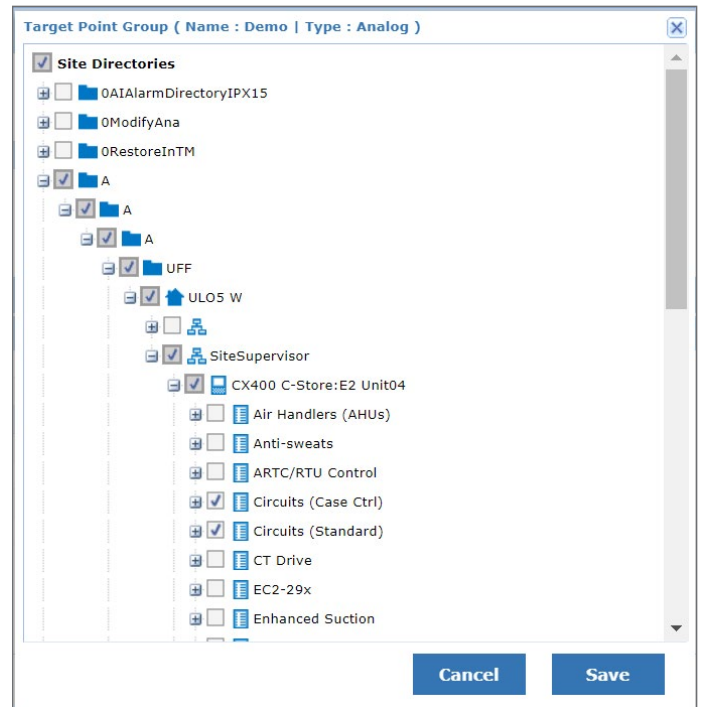 Target Point Group ( Name : Demo | Type : Analog )
Site Directories
0AIAlarmDirectoryIPX15
0ModifyAna
0RestoreInTM
A
A
A
UFF
ULO5 W
SiteSupervisor
CX400 C-Store:E2 Unit04
Air Handlers (AHUs)
Anti-sweats
ARTC/RTU Control
Circuits (Case Ctrl)
Circuits (Standard)
CT Drive
EC2-29x
Enhanced Suction
Cancel Save